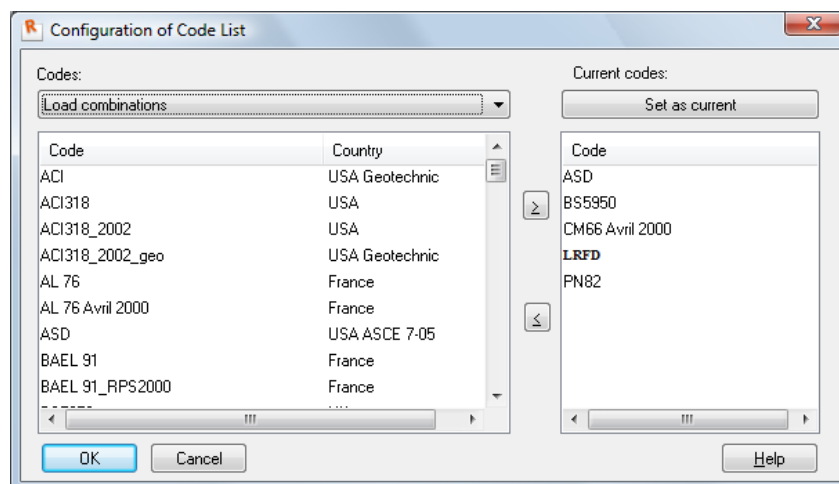 Configuration of Code List
Codes:
Load combinations
Code Country
ACI USA Geotechnic
ACI318 USA
ACI318_2002 USA
ACI318_2002_geo USA Geotechnic
AL 76 France
AL 76 Avril 2000 France
ASD USA ASCE 7-05
BAEL 91 France
BAEL 91_RPS2000 France
≥
≤
Current codes:
Set as current
Code
ASD
BS5950
CM66 Avril 2000
LRFD
PN82
OK Cancel Help